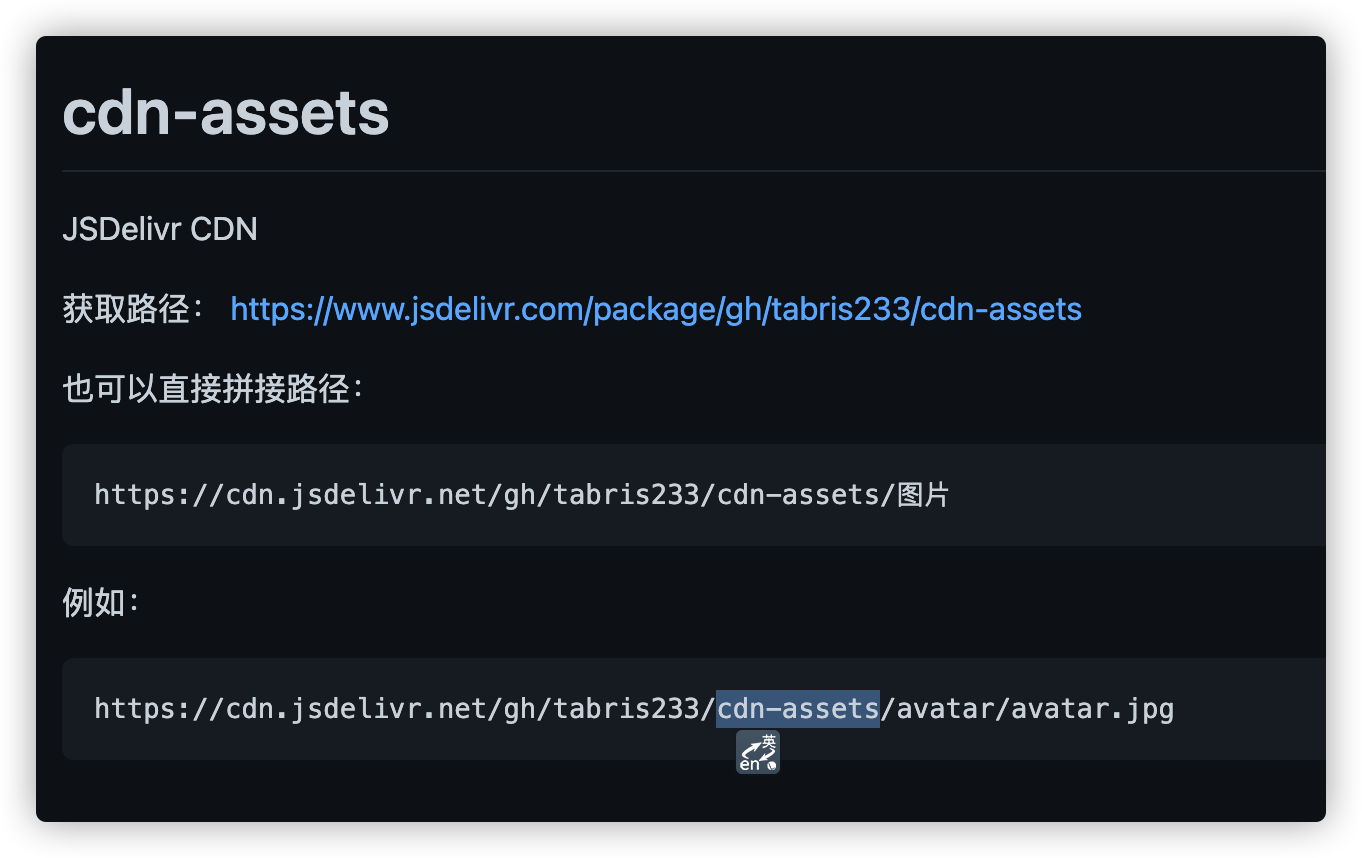 cdn-assets
JSDelivr CDN
获取路径： https://www.jsdelivr.com/package/gh/tabris233/cdn-assets
也可以直接拼接路径：
https://cdn.jsdelivr.net/gh/tabris233/cdn-assets/图片
例如：
https://cdn.jsdelivr.net/gh/tabris233/cdn-assets/avatar/avatar.jpg
英
en